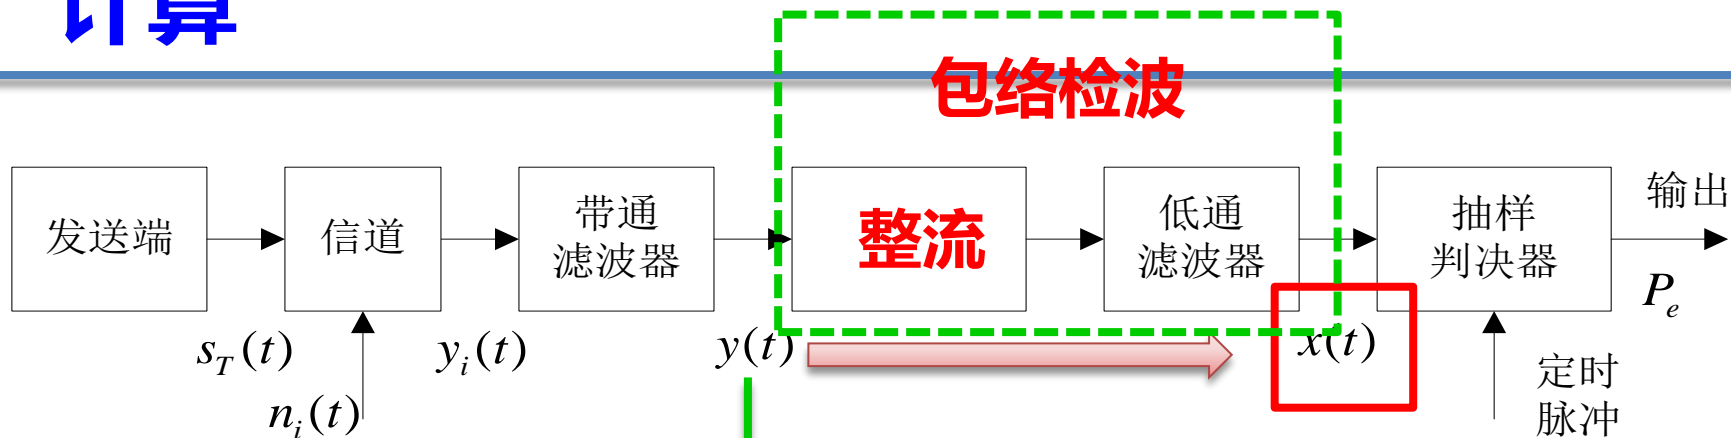 计算
包络检波
发送端
信道
带通
滤波器
整流
低通
滤波器
抽样
判决器
输出
P_e
s_T(t)
y_i(t)
y(t)
x(t)
n_i(t)
定时
脉冲